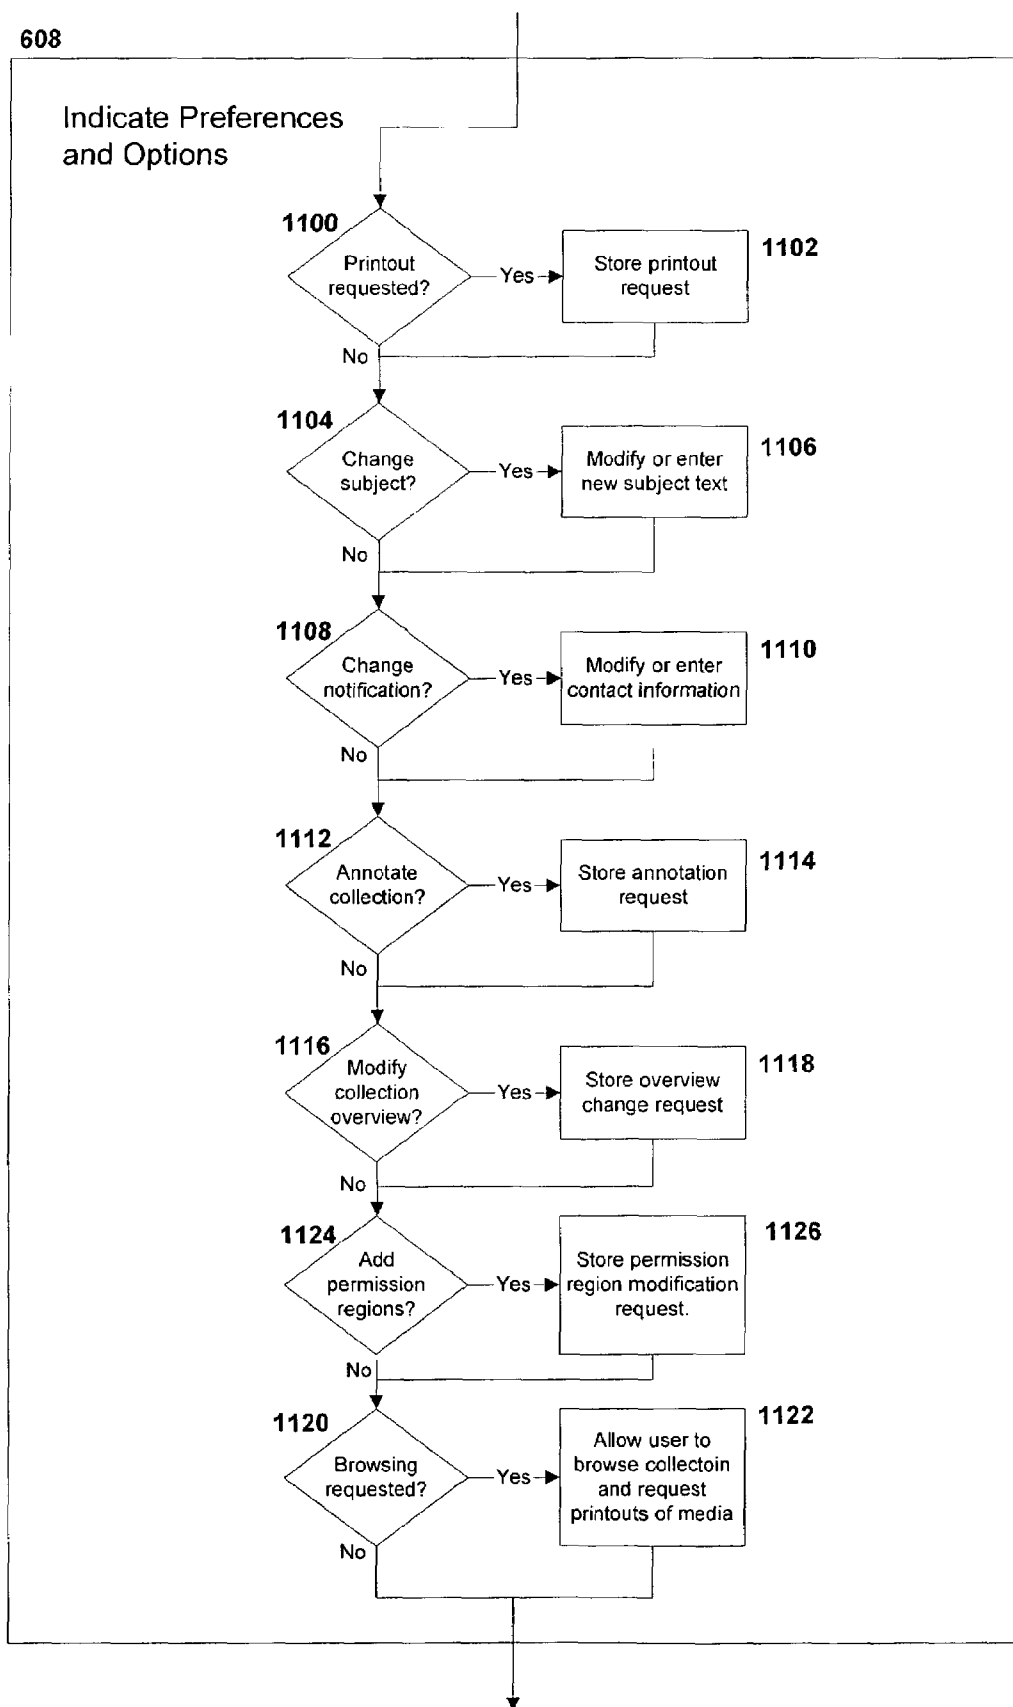 608
Indicate Preferences
and Options
1100
Printout
requested?
Yes
Store printout
request
1102
No
1104
Change
subject?
Yes
Modify or enter
new subject text
1106
No
1108
Change
notification?
Yes
Modify or enter
contact information
1110
No
1112
Annotate
collection?
Yes
Store annotation
request
1114
No
1116
Modify
collection
overview?
Yes
Store overview
change request
1118
No
1124
Add
permission
regions?
Yes
Store permission
region modification
request.
1126
No
1120
Browsing
requested?
Yes
Allow user to
browse collectoin
and request
printouts of media
1122
No